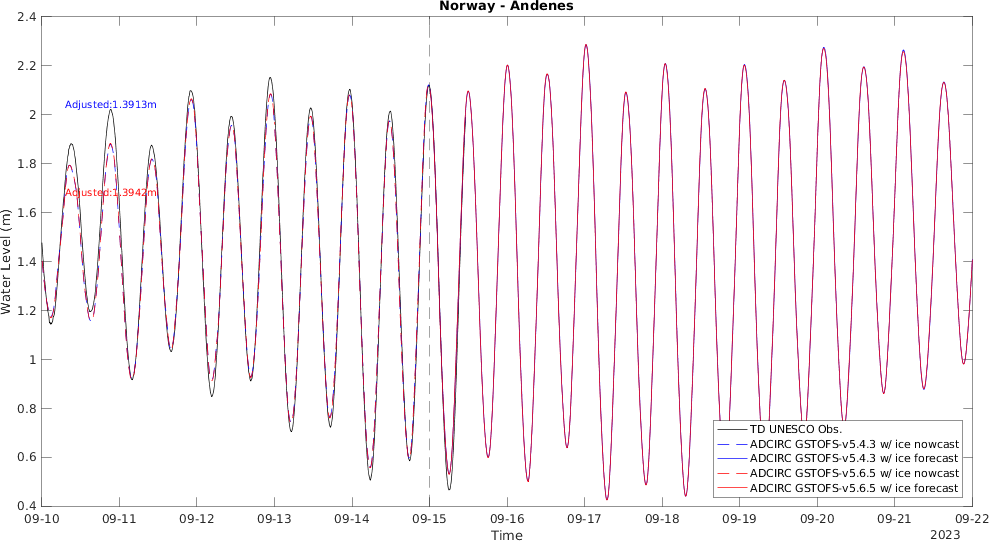 Norway - Andenes
2.4
2.2
2
1.8
1.6
1.4
1.2
1
0.8
0.6
0.4
Water Level (m)
Adjusted:1.3913m
Adjusted:1.3942m
TD UNESCO Obs.
ADCIRC GSTOFS-v5.4.3 w/ ice nowcast
ADCIRC GSTOFS-v5.4.3 w/ ice forecast
ADCIRC GSTOFS-v5.6.5 w/ ice nowcast
ADCIRC GSTOFS-v5.6.5 w/ ice forecast
09-10 09-11 09-12 09-13 09-14 09-15 09-16 09-17 09-18 09-19 09-20 09-21 09-22
Time
2023